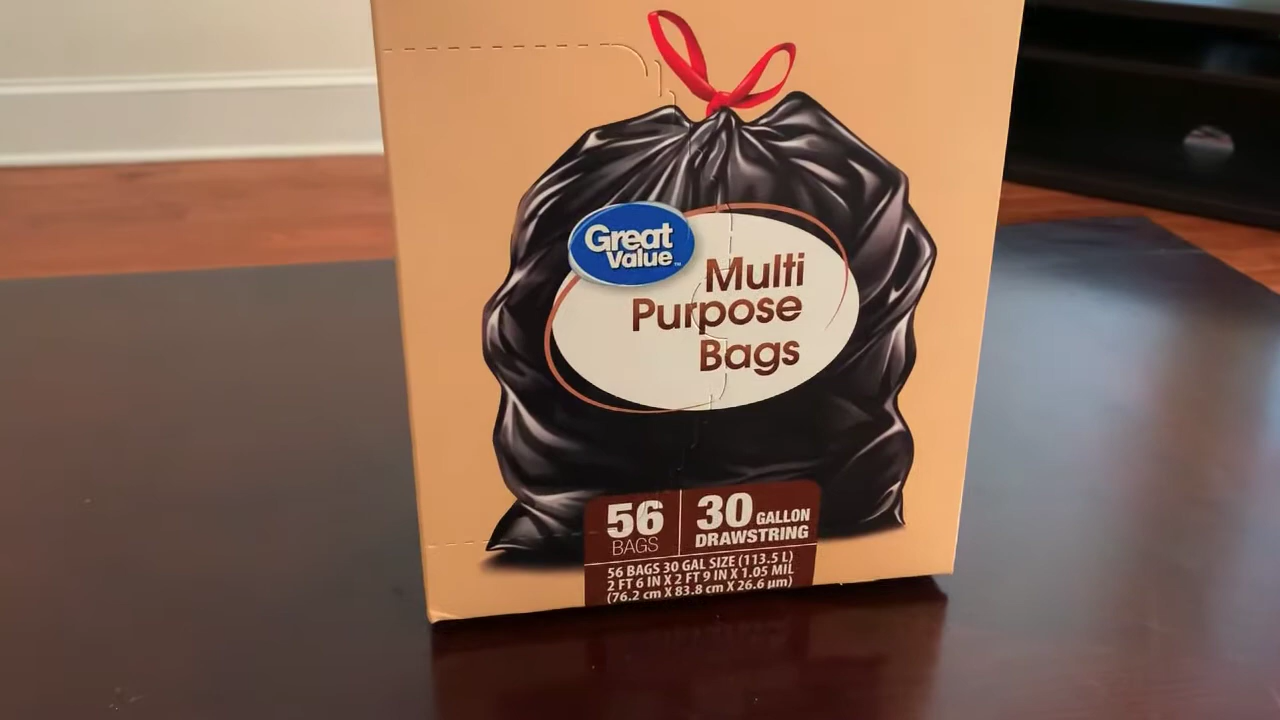 Great
Value™
Multi
Purpose
Bags
56
BAGS
30 GALLON
DRAWSTRING
56 BAGS 30 GAL SIZE (113.5 L)
2 FT 6 IN X 2 FT 9 IN X 1.05 MIL
(76.2 cm X 83.8 cm X 26.6 µm)